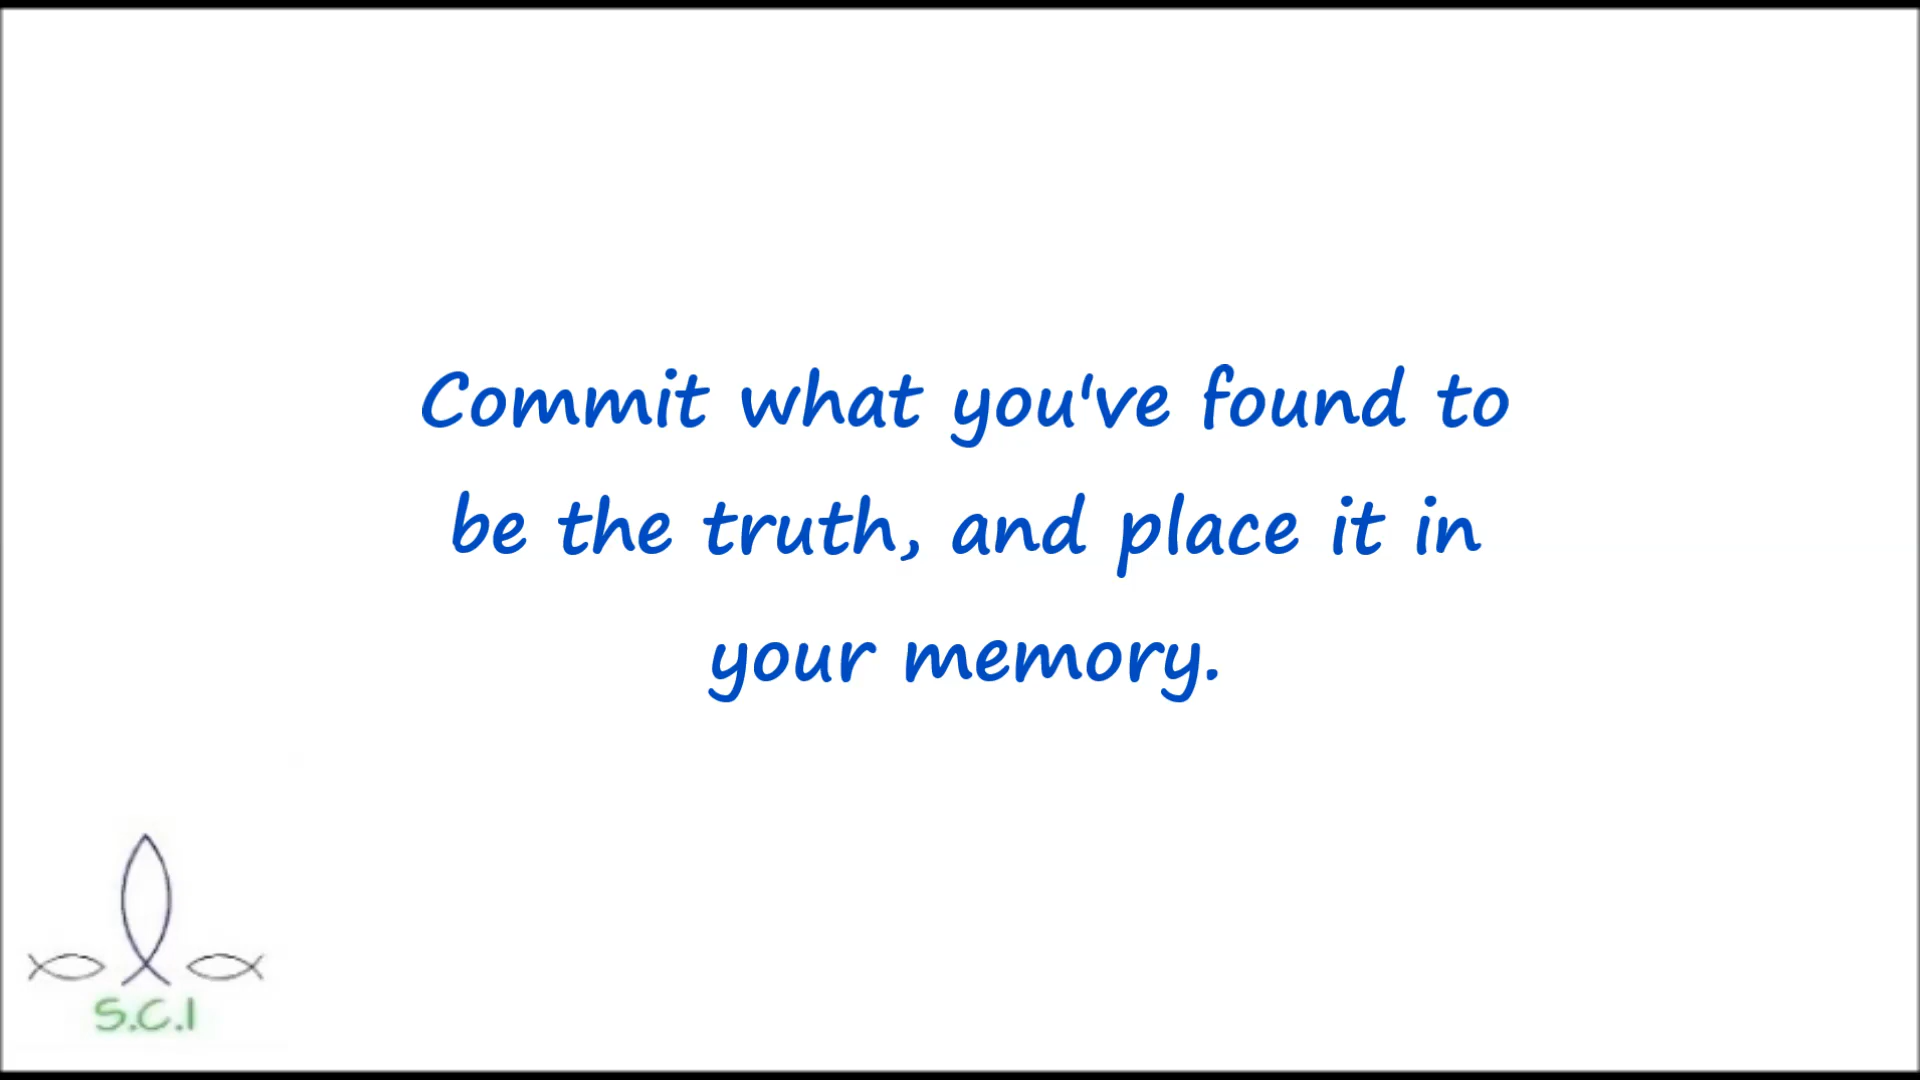 Commit what you've found to
be the truth, and place it in
your memory.
S.C.I